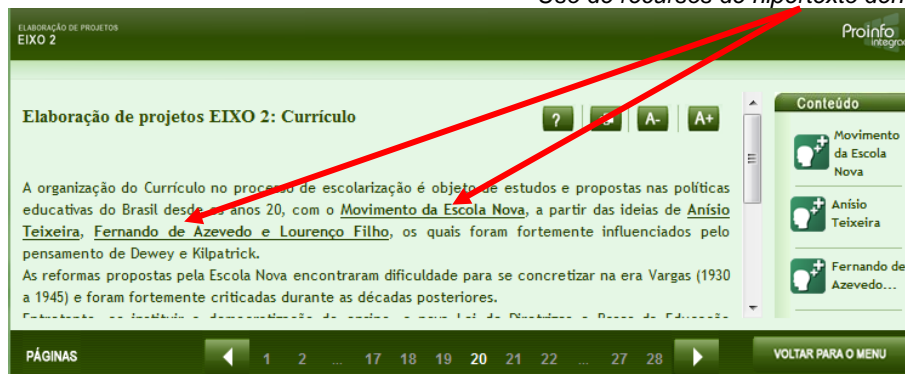 Uso de recursos de hipertexto
ELABORAÇÃO DE PROJETOS
EIXO 2
Proinfo
Elaboração de projetos EIXO 2: Currículo
? A- A+
A organização do Currículo no processo de escolarização é objeto de estudos e propostas nas políticas
educativas do Brasil desde os anos 20, com o Movimento da Escola Nova, a partir das ideias de Anísio
Teixeira, Fernando de Azevedo e Lourenço Filho, os quais foram fortemente influenciados pelo
pensamento de Dewey e Kilpatrick.
As reformas propostas pela Escola Nova encontraram dificuldade para se concretizar na era Vargas (1930
a 1945) e foram fortemente criticadas durante as décadas posteriores.
Conteúdo
Movimento
da Escola
Nova
Anísio
Teixeira
Fernando de
Azevedo...
PÁGINAS
1 2 ... 17 18 19 20 21 22 ... 27 28
VOLTAR PARA O MENU